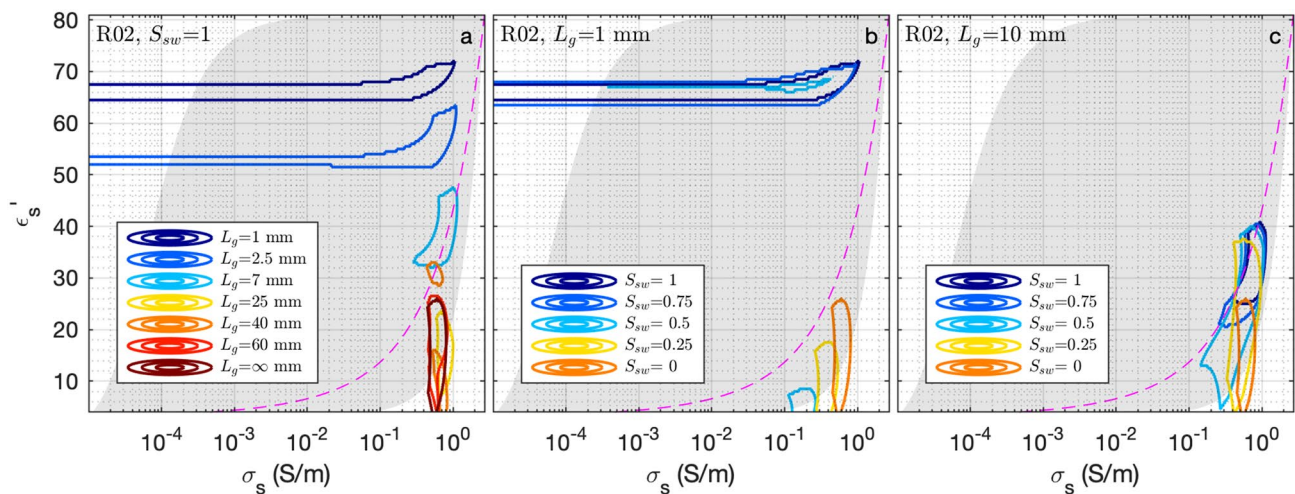 R02, S_sw=1 a
80
70
60
50
40
30
20
10
ε_s'
L_g=1 mm
L_g=2.5 mm
L_g=7 mm
L_g=25 mm
L_g=40 mm
L_g=60 mm
L_g=∞ mm
10^-4 10^-3 10^-2 10^-1 10^0
σ_s (S/m)
R02, L_g=1 mm b
S_sw=1
S_sw=0.75
S_sw=0.5
S_sw=0.25
S_sw=0
10^-4 10^-3 10^-2 10^-1 10^0
σ_s (S/m)
R02, L_g=10 mm c
S_sw=1
S_sw=0.75
S_sw=0.5
S_sw=0.25
S_sw=0
10^-4 10^-3 10^-2 10^-1 10^0
σ_s (S/m)